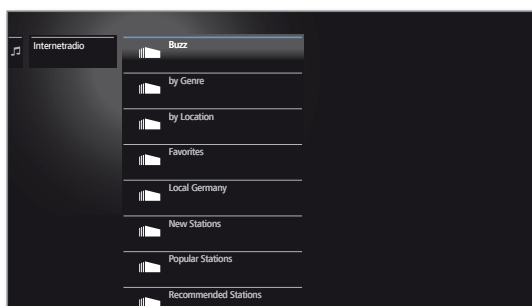 Internetradio
Buzz
by Genre
by Location
Favorites
Local Germany
New Stations
Popular Stations
Recommended Stations